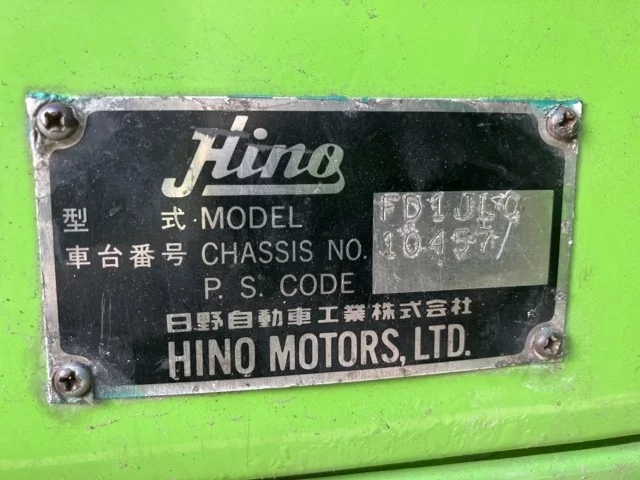 Hino
型 式 MODEL FD1JLC
車台番号 CHASSIS NO. 10457
P. S. CODE
日野自動車工業株式会社
HINO MOTORS, LTD.